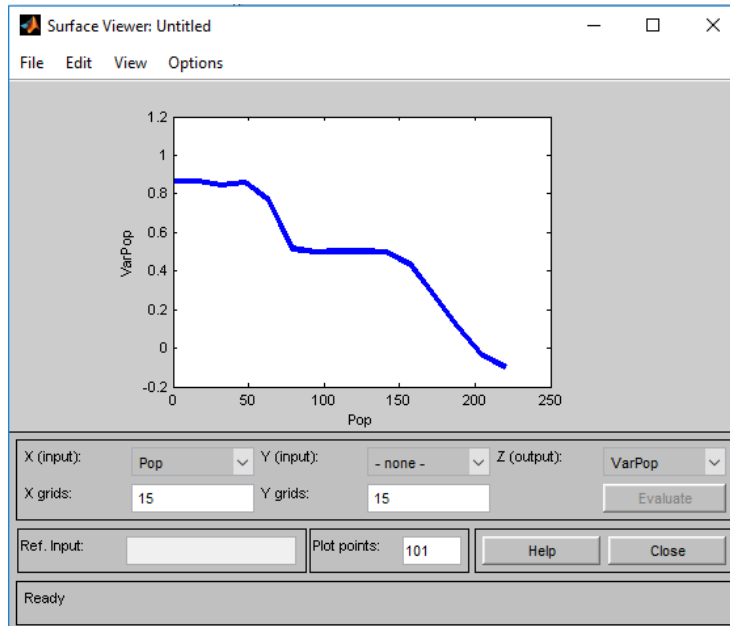 Surface Viewer: Untitled
File Edit View Options
1.2
1
0.8
0.6
0.4
0.2
0
-0.2
VarPop
0 50 100 150 200 250
Pop
X (input): Pop Y (input): - none - Z (output): VarPop
X grids: 15 Y grids: 15 Evaluate
Ref. Input: Plot points: 101 Help Close
Ready